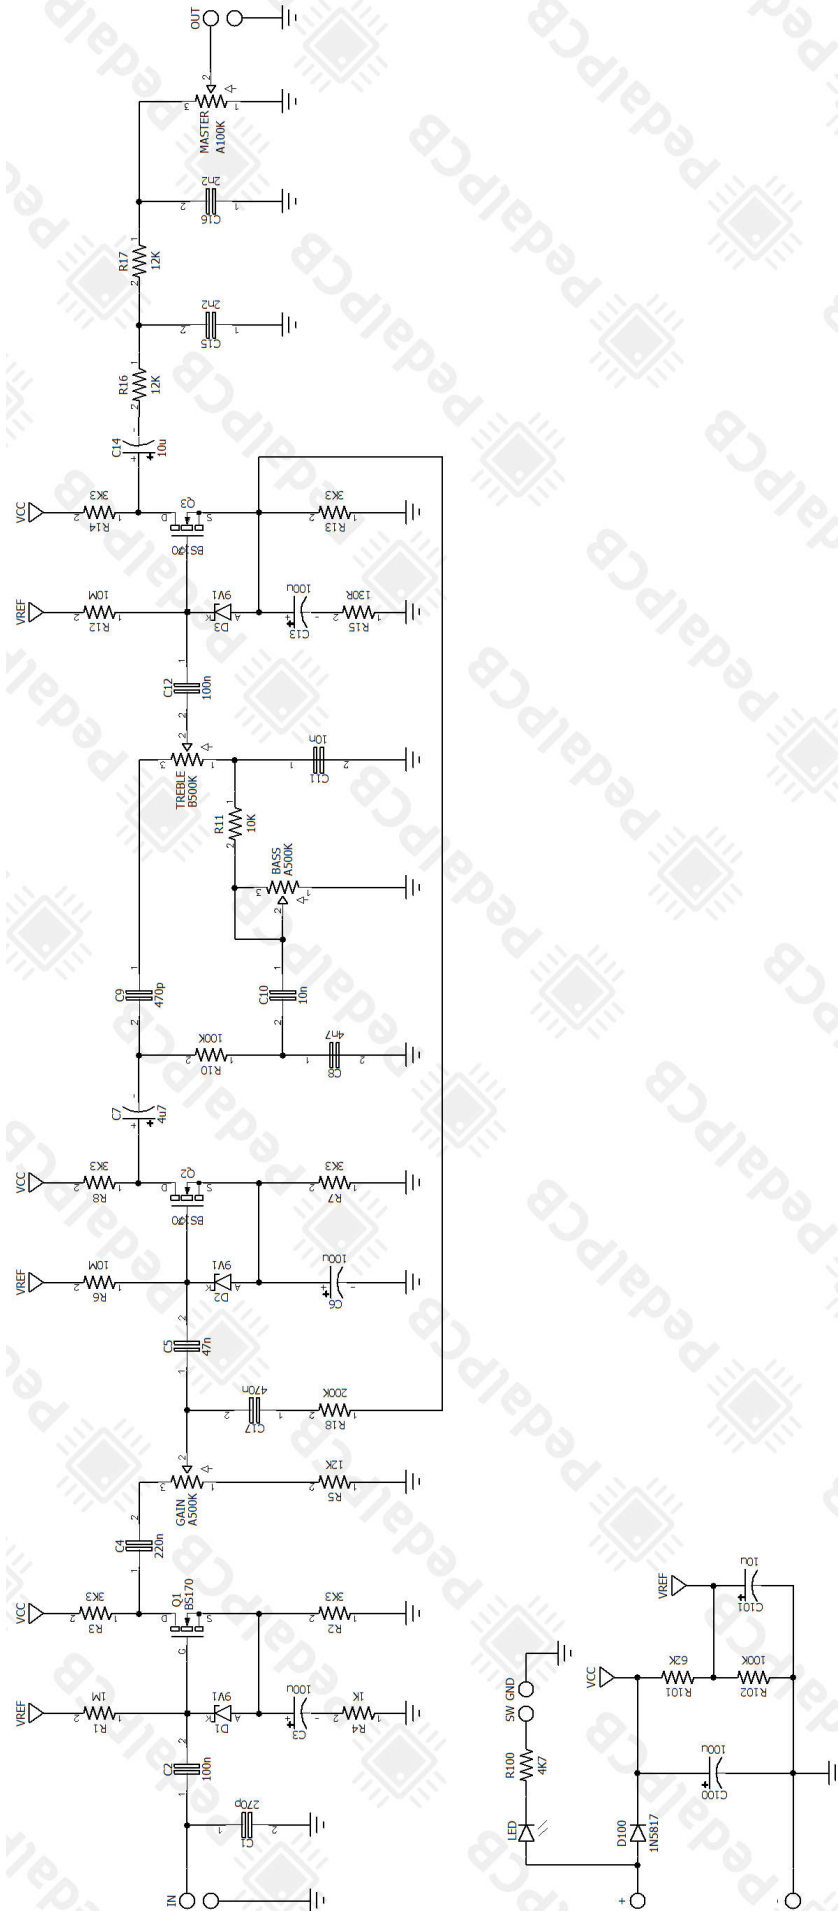 IN
C1
270p
C2
100n
VREF
R1
1M
D1
9V1
C3
100u
R4
1K
VCC
R3
3K3
Q1
BS170
D
G
S
R2
3K3
C4
220n
GAIN
A500K
R5
12K
C17
470n
R18
200K
C5
47n
VREF
R6
10M
D2
9V1
C6
100u
VCC
R8
3K3
Q2
BS170
D
S
R7
3K3
C7
4u7
R10
100K
C8
4n7
C9
470p
C10
10n
BASS
A500K
R11
10K
TREBLE
B500K
C11
10n
C12
100n
VREF
R12
10M
D3
9V1
C13
100u
R15
130R
VCC
R14
3K3
Q3
BS170
D
S
R13
3K3
C14
10u
R16
12K
C15
2n2
R17
12K
C16
2n2
MASTER
A100K
OUT
LED
R100
4K7
SW GND
D100
1N5817
C100
100u
VCC
R101
62K
R102
100K
VREF
C101
10u
+
-
PedalPCB